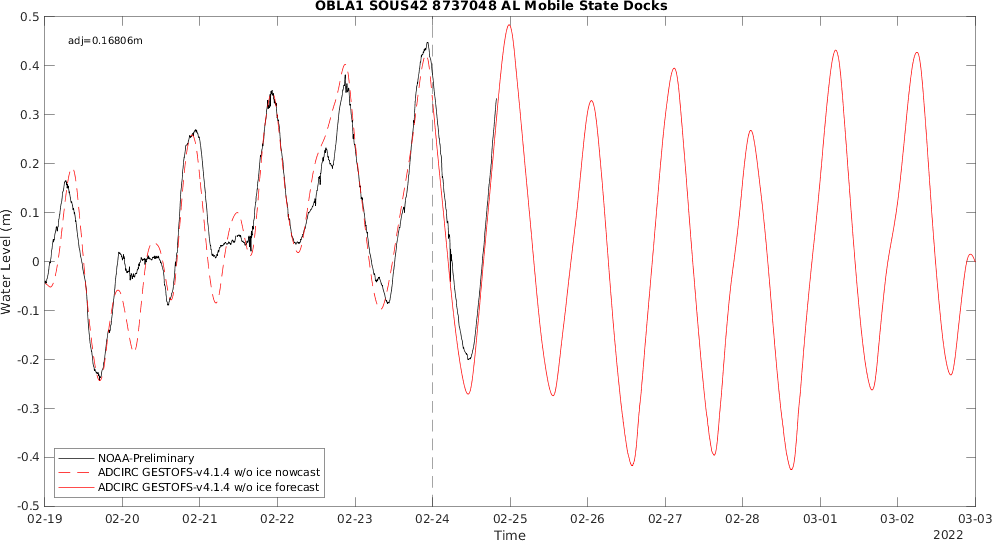 OBLA1 SOUS42 8737048 AL Mobile State Docks
adj=0.16806m
0.5
0.4
0.3
0.2
0.1
0
-0.1
-0.2
-0.3
-0.4
-0.5
Water Level (m)
NOAA-Preliminary
ADCIRC GESTOFS-v4.1.4 w/o ice nowcast
ADCIRC GESTOFS-v4.1.4 w/o ice forecast
02-19 02-20 02-21 02-22 02-23 02-24 02-25 02-26 02-27 02-28 03-01 03-02 03-03
Time
2022